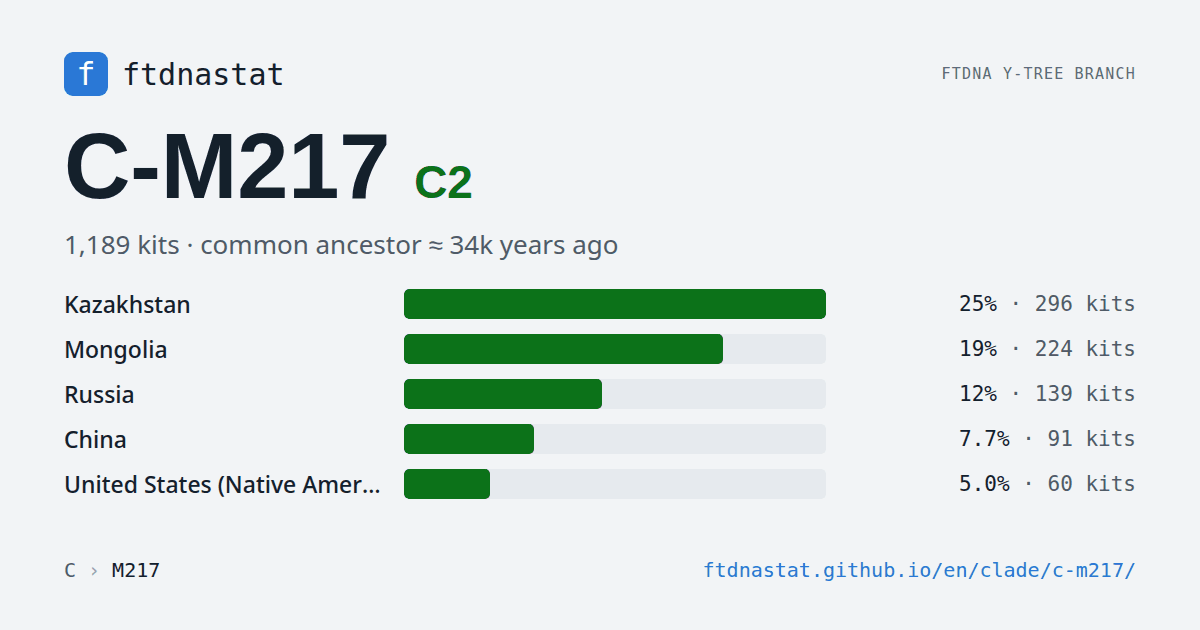 f ftdnastat
FTDNA Y-TREE BRANCH
C-M217 C2
1,189 kits · common ancestor ≈ 34k years ago
Kazakhstan 25% · 296 kits
Mongolia 19% · 224 kits
Russia 12% · 139 kits
China 7.7% · 91 kits
United States (Native Amer... 5.0% · 60 kits
C › M217
ftdnastat.github.io/en/clade/c-m217/